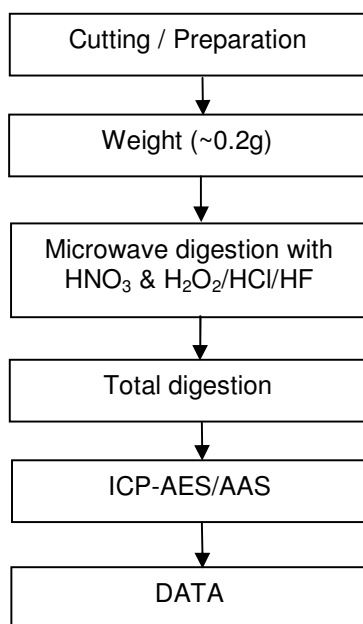 Cutting / Preparation
Weight (~0.2g)
Microwave digestion with
HNO₃ & H₂O₂/HCl/HF
Total digestion
ICP-AES/AAS
DATA